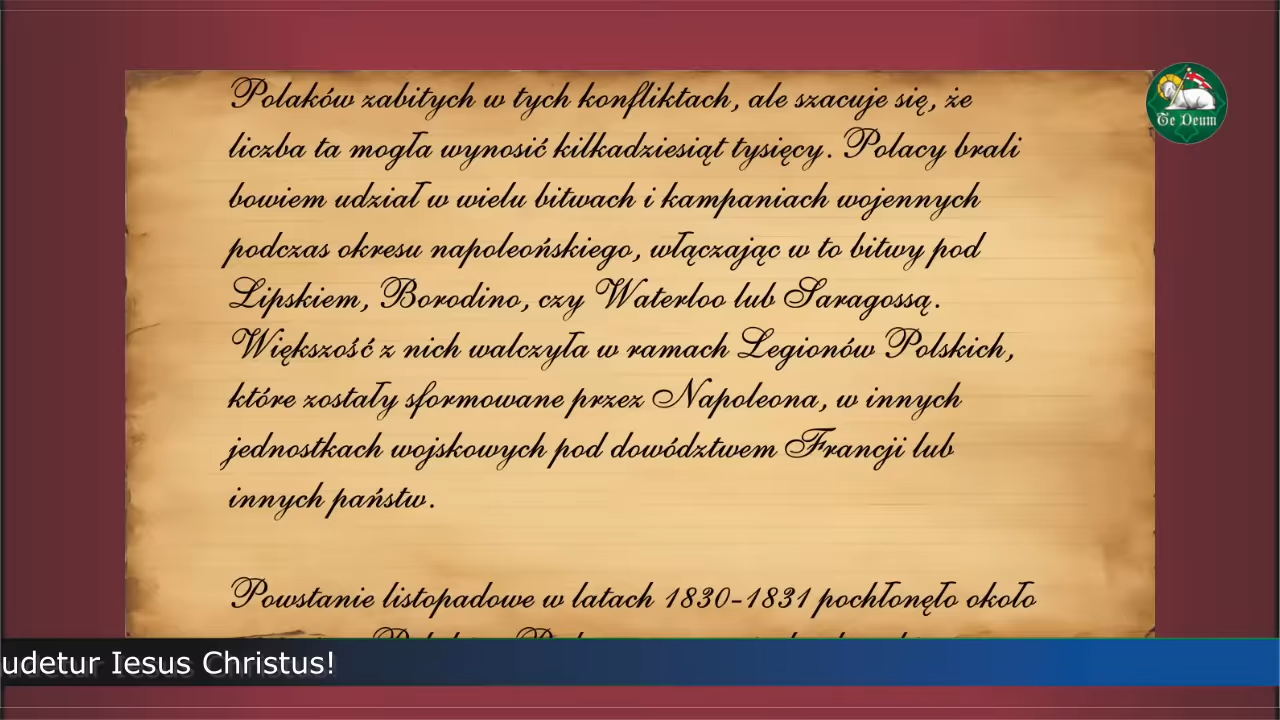 Polaków zabitych w tych konfliktach, ale szacuje się, że
liczba ta mogła wynosić kilkadziesiąt tysięcy. Polacy brali
bowiem udział w wielu bitwach i kampaniach wojennych
podczas okresu napoleońskiego, włączając w to bitwy pod
Lipskiem, Borodino, czy Waterloo lub Saragossą.
Większość z nich walczyła w ramach Legionów Polskich,
które zostały sformowane przez Napoleona, w innych
jednostkach wojskowych pod dowództwem Francji lub
innych państw.
Powstanie listopadowe w latach 1830-1831 pochłonęło około
udetur Iesus Christus!
Te Deum